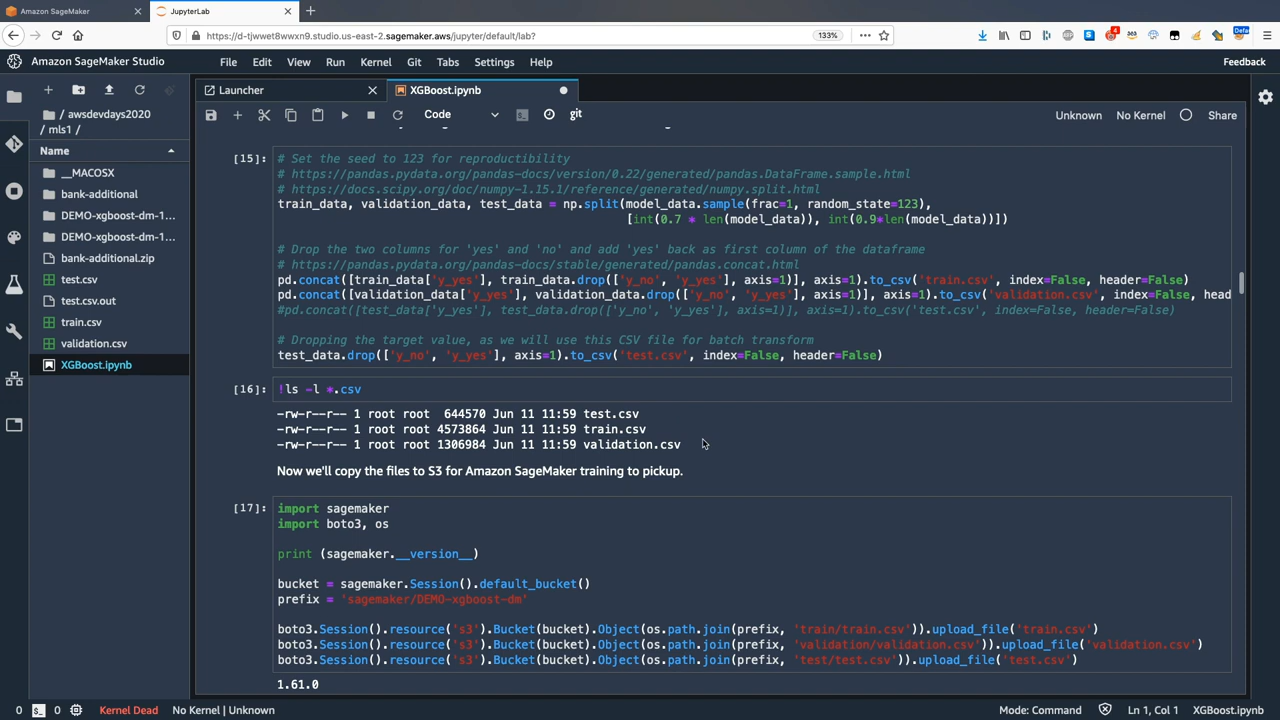 Amazon SageMaker
JupyterLab
https://d-tjwwet8wwxn9.studio.us-east-2.sagemaker.aws/jupyter/default/lab?
133%
4
Defa
Amazon SageMaker Studio
File Edit View Run Kernel Git Tabs Settings Help
Feedback
/ awsdevdays2020
/ mls1 /
Name
__MACOSX
bank-additional
DEMO-xgboost-dm-1...
DEMO-xgboost-dm-1...
bank-additional.zip
test.csv
test.csv.out
train.csv
validation.csv
XGBoost.ipynb
Launcher
XGBoost.ipynb
Code
git
Unknown
No Kernel
Share
[15]:
# Set the seed to 123 for reproductibility
# https://pandas.pydata.org/pandas-docs/version/0.22/generated/pandas.DataFrame.sample.html
# https://docs.scipy.org/doc/numpy-1.15.1/reference/generated/numpy.split.html
train_data, validation_data, test_data = np.split(model_data.sample(frac=1, random_state=123),
[int(0.7 * len(model_data)), int(0.9*len(model_data))])
# Drop the two columns for 'yes' and 'no' and add 'yes' back as first column of the dataframe
# https://pandas.pydata.org/pandas-docs/stable/generated/pandas.concat.html
pd.concat([train_data['y_yes'], train_data.drop(['y_no', 'y_yes'], axis=1)], axis=1).to_csv('train.csv', index=False, header=False)
pd.concat([validation_data['y_yes'], validation_data.drop(['y_no', 'y_yes'], axis=1)], axis=1).to_csv('validation.csv', index=False, head
#pd.concat([test_data['y_yes'], test_data.drop(['y_no', 'y_yes'], axis=1)], axis=1).to_csv('test.csv', index=False, header=False)
# Dropping the target value, as we will use this CSV file for batch transform
test_data.drop(['y_no', 'y_yes'], axis=1).to_csv('test.csv', index=False, header=False)
[16]:
!ls -l *.csv
-rw-r--r-- 1 root root  644570 Jun 11 11:59 test.csv
-rw-r--r-- 1 root root 4573864 Jun 11 11:59 train.csv
-rw-r--r-- 1 root root 1306984 Jun 11 11:59 validation.csv
Now we'll copy the files to S3 for Amazon SageMaker training to pickup.
[17]:
import sagemaker
import boto3, os
print (sagemaker.__version__)
bucket = sagemaker.Session().default_bucket()
prefix = 'sagemaker/DEMO-xgboost-dm'
boto3.Session().resource('s3').Bucket(bucket).Object(os.path.join(prefix, 'train/train.csv')).upload_file('train.csv')
boto3.Session().resource('s3').Bucket(bucket).Object(os.path.join(prefix, 'validation/validation.csv')).upload_file('validation.csv')
boto3.Session().resource('s3').Bucket(bucket).Object(os.path.join(prefix, 'test/test.csv')).upload_file('test.csv')
1.61.0
0
0
Kernel Dead
No Kernel | Unknown
Mode: Command
Ln 1, Col 1
XGBoost.ipynb